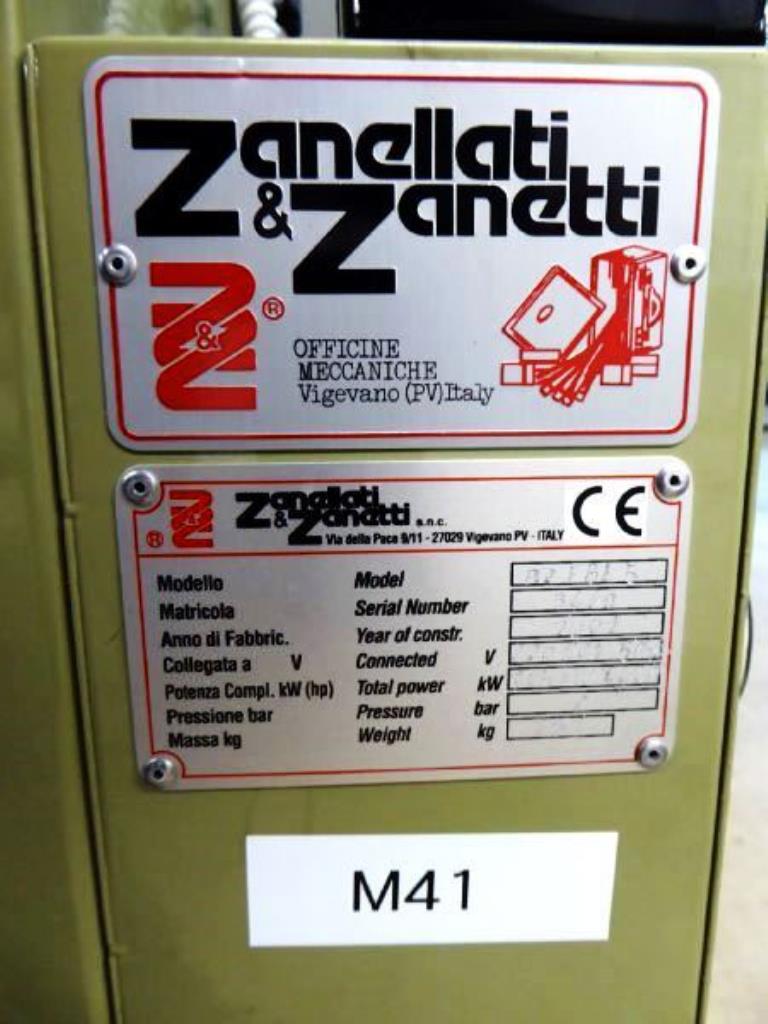 Zanellati
& Zanetti
N&N ®
OFFICINE
MECCANICHE
Vigevano (PV) Italy
® N&N Zanellati & Zanetti s.n.c. CE
Via della Pace 9/11 - 27029 Vigevano PV - ITALY
Modello Model
Matricola Serial Number
Anno di Fabbric. Year of constr.
Collegata a V Connected V
Potenza Compl. kW (hp) Total power kW
Pressione bar Pressure bar
Massa kg Weight kg
M41